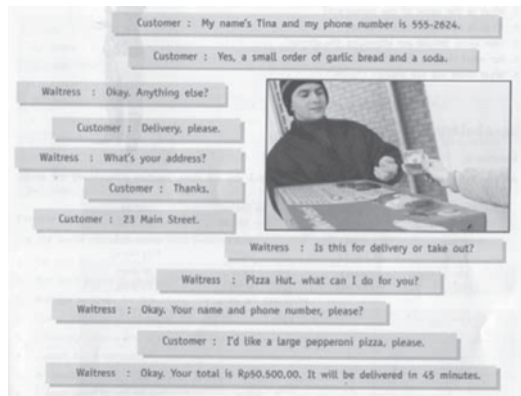 Customer : My name's Tina and my phone number is 555-2624.
Customer : Yes, a small order of garlic bread and a soda.
Waitress : Okay. Anything else?
Customer : Delivery, please.
Waitress : What's your address?
Customer : Thanks.
Customer : 23 Main Street.
Waitress : Is this for delivery or take out?
Waitress : Pizza Hut, what can I do for you?
Waitress : Okay. Your name and phone number, please?
Customer : I'd like a large pepperoni pizza, please.
Waitress : Okay. Your total is Rp50.500,00. It will be delivered in 45 minutes.